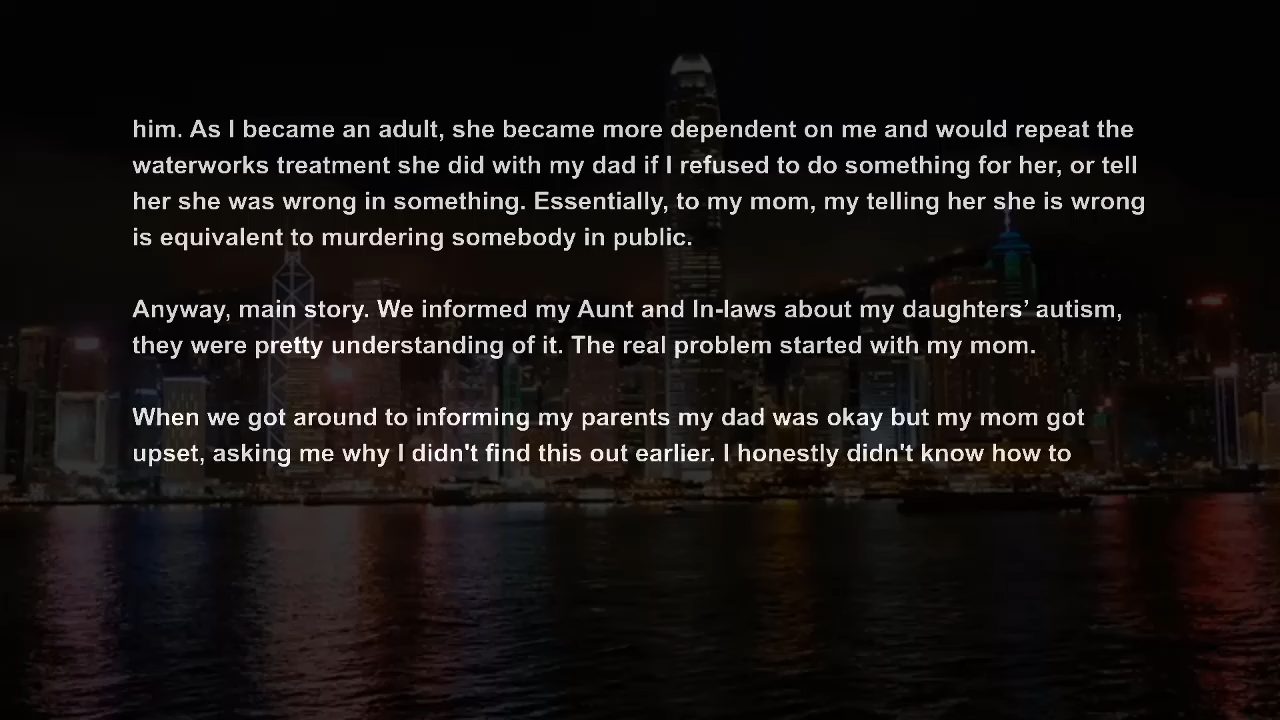 him. As I became an adult, she became more dependent on me and would repeat the
waterworks treatment she did with my dad if I refused to do something for her, or tell
her she was wrong in something. Essentially, to my mom, my telling her she is wrong
is equivalent to murdering somebody in public.
Anyway, main story. We informed my Aunt and In-laws about my daughters’ autism,
they were pretty understanding of it. The real problem started with my mom.
When we got around to informing my parents my dad was okay but my mom got
upset, asking me why I didn't find this out earlier. I honestly didn't know how to